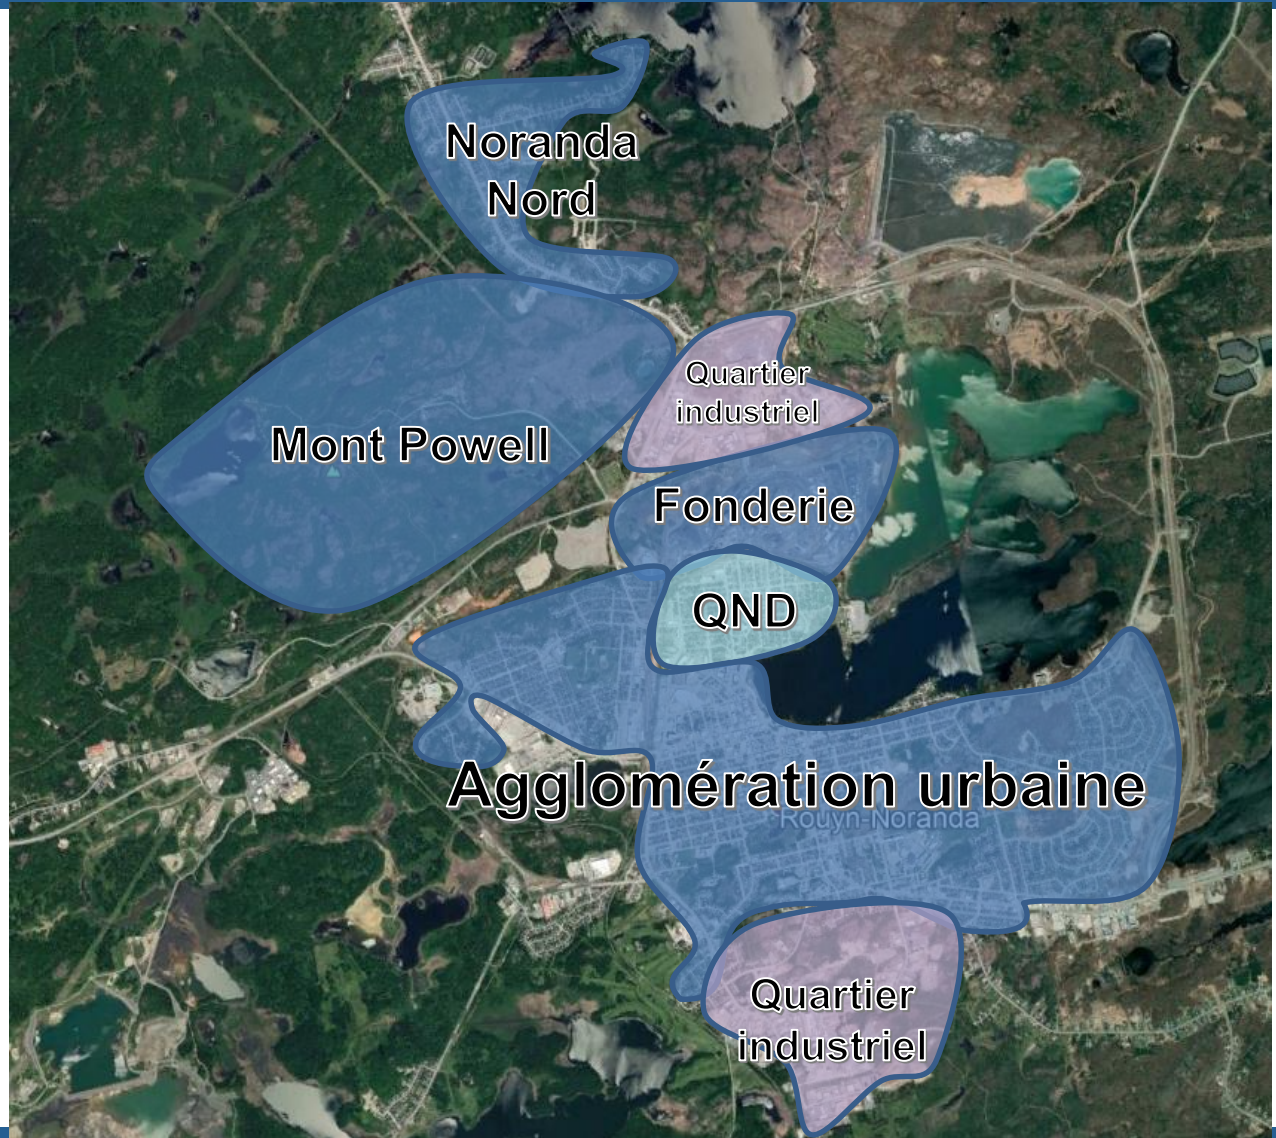 Noranda
Nord
Quartier
industriel
Mont Powell
Fonderie
QND
Agglomération urbaine
Rouyn-Noranda
Quartier
industriel